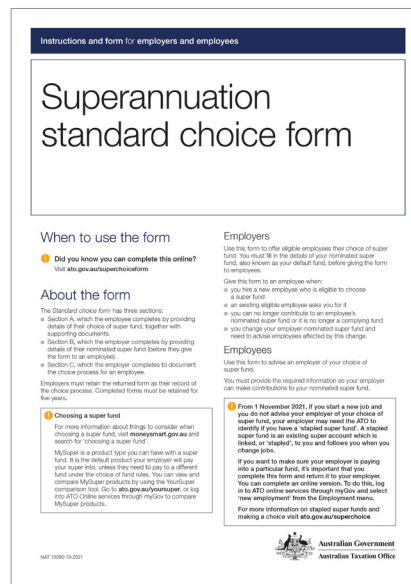 Instructions and form for employers and employees
Superannuation
standard choice form
When to use the form
Did you know you can complete this online?
Visit ato.gov.au/superchoiceform
About the form
The Standard choice form has three sections:
Section A, which the employee completes by providing
details of their choice of super fund, together with
supporting documents.
Section B, which the employer completes by providing
details of their nominated super fund (before they give
the form to an employee).
Section C, which the employer completes to document
the choice process for an employee.
Employers must retain the returned form as their record of
the choice process. Completed forms must be retained for
five years.
Choosing a super fund
For more information about things to consider when
choosing a super fund, visit moneysmart.gov.au and
search for ‘choosing a super fund’.
MySuper is a product type you can have with a super
fund. It is the default product your employer will pay
your super into, unless they need to pay to a different
fund under the choice of fund rules. You can view and
compare MySuper products by using the YourSuper
comparison tool. Go to ato.gov.au/yoursuper, or log
into ATO Online services through myGov to compare
MySuper products.
Employers
Use this form to offer eligible employees their choice of super
fund. You must fill in the details of your nominated super
fund, also known as your default fund, before giving the form
to employees.
Give this form to an employee when:
you hire a new employee who is eligible to choose
a super fund
an existing eligible employee asks you for it
you can no longer contribute to an employee’s
nominated super fund or it is no longer a complying fund
you change your employer-nominated super fund and
need to advise employees affected by this change.
Employees
Use this form to advise an employer of your choice of
super fund.
You must provide the required information so your employer
can make contributions to your nominated super fund.
From 1 November 2021, if you start a new job and
you do not advise your employer of your choice of
super fund, your employer may need the ATO to
identify if you have a ‘stapled super fund’. A stapled
super fund is an existing super account which is
linked, or ‘stapled’, to you and follows you when you
change jobs.
If you want to make sure your employer is paying
into a particular fund, it’s important that you
complete this form and return it to your employer.
You can complete an online version. To do this, log
in to ATO online services through myGov and select
‘new employment’ from the Employment menu.
For more information on stapled super funds and
making a choice visit ato.gov.au/superchoice
NAT 13080-10.2021
Australian Government
Australian Taxation Office